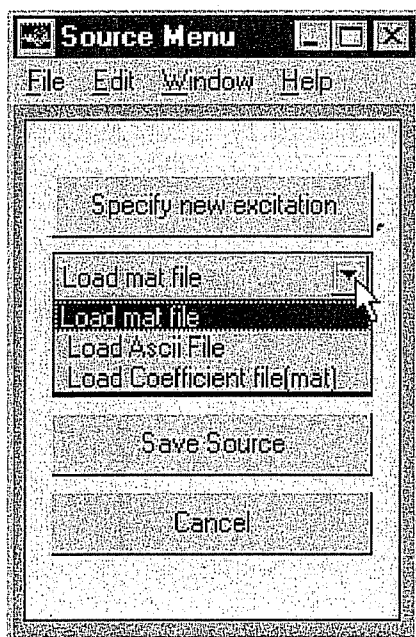 Source Menu
File Edit Window Help
Specify new excitation
Load mat file
Load mat file
Load Ascii File
Load Coefficient file(mat)
Save Source
Cancel